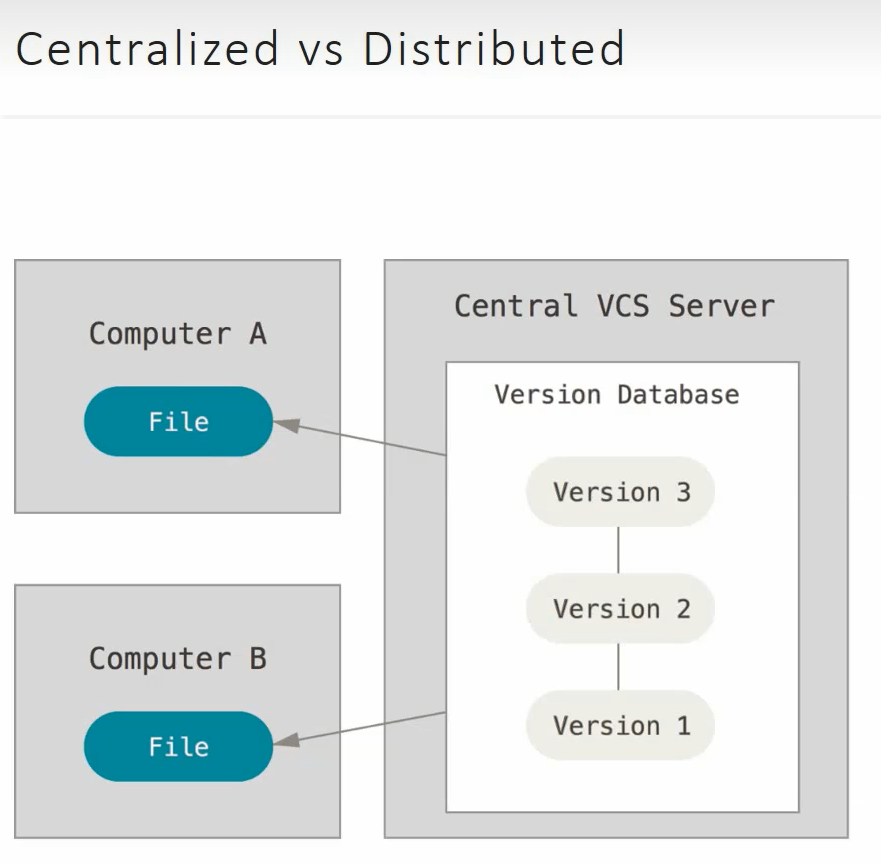 Centralized vs Distributed
Computer A
File
Computer B
File
Central VCS Server
Version Database
Version 3
Version 2
Version 1